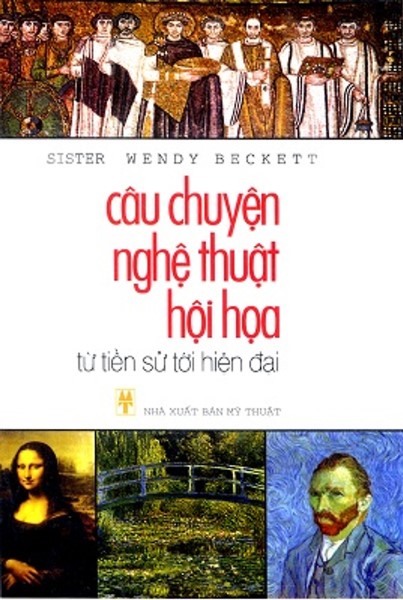 SISTER WENDY BECKETT
câu chuyện
nghệ thuật
hội họa
từ tiền sử tới hiện đại
NHÀ XUẤT BẢN MỸ THUẬT